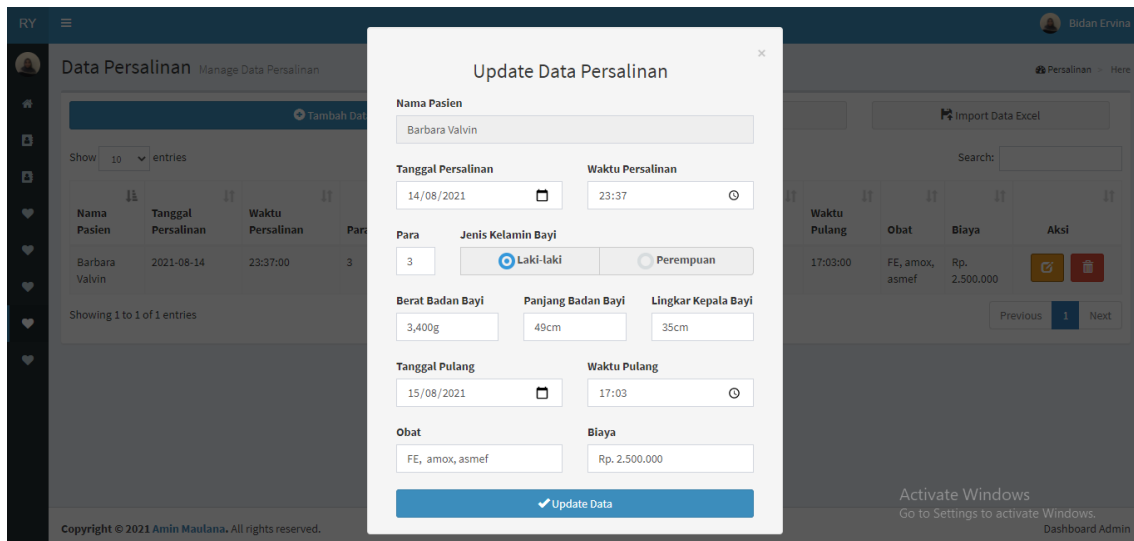 RY
Bidan Ervina
Data Persalinan Manage Data Persalinan
Persalinan > Here
Tambah Dat
Import Data Excel
Show 10 entries
Search:
Nama Pasien
Tanggal Persalinan
Waktu Persalinan
Para
Waktu Pulang
Obat
Biaya
Aksi
Barbara Valvin
2021-08-14
23:37:00
3
17:03:00
FE, amox, asmef
Rp. 2.500.000
Showing 1 to 1 of 1 entries
Previous 1 Next
Update Data Persalinan
×
Nama Pasien
Barbara Valvin
Tanggal Persalinan Waktu Persalinan
14/08/2021 23:37
Para Jenis Kelamin Bayi
3 Laki-laki Perempuan
Berat Badan Bayi Panjang Badan Bayi Lingkar Kepala Bayi
3,400g 49cm 35cm
Tanggal Pulang Waktu Pulang
15/08/2021 17:03
Obat Biaya
FE, amox, asmef Rp. 2.500.000
Update Data
Activate Windows
Go to Settings to activate Windows.
Copyright © 2021 Amin Maulana. All rights reserved.
Dashboard Admin